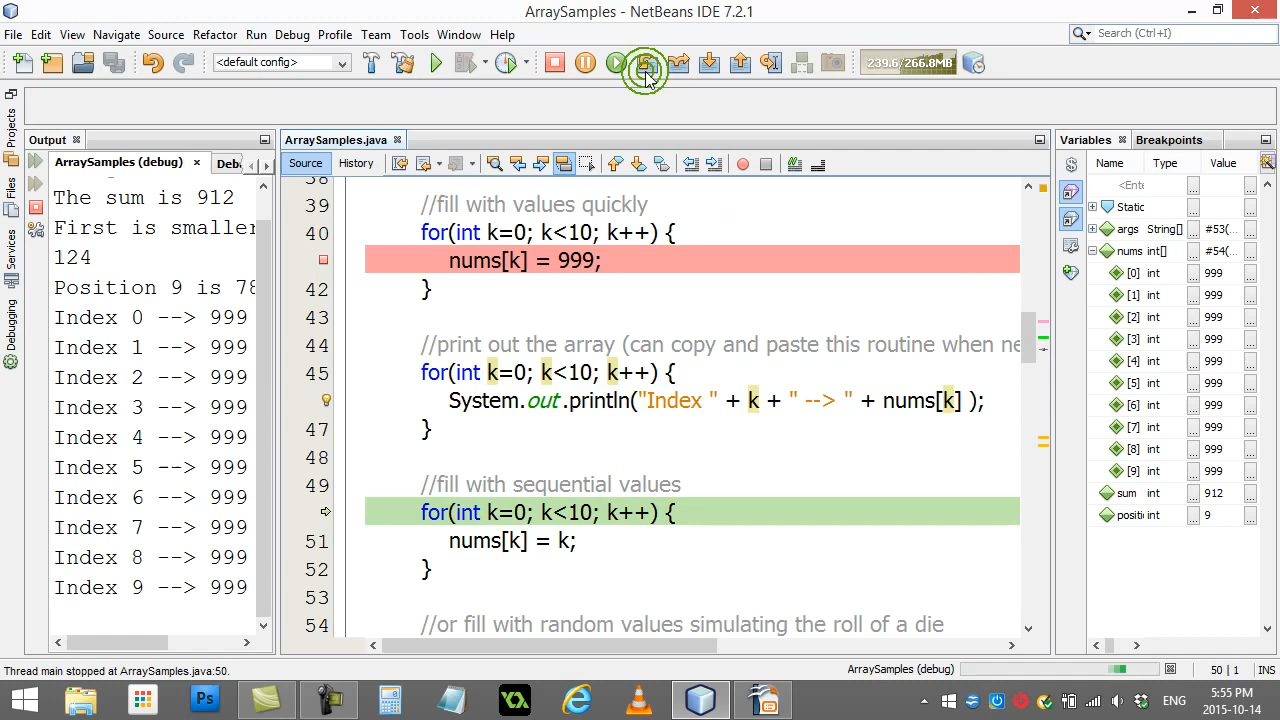 ArraySamples - NetBeans IDE 7.2.1
File Edit View Navigate Source Refactor Run Debug Profile Team Tools Window Help
Search (Ctrl+I)
<default config>
239.6/266.8MB
Projects
Files
Services
Debugging
Output
ArraySamples (debug)
The sum is 912
First is smaller
124
Position 9 is 78
Index 0 --> 999
Index 1 --> 999
Index 2 --> 999
Index 3 --> 999
Index 4 --> 999
Index 5 --> 999
Index 6 --> 999
Index 7 --> 999
Index 8 --> 999
Index 9 --> 999
ArraySamples.java
Source History
38
39 //fill with values quickly
40 for(int k=0; k<10; k++) {
nums[k] = 999;
42 }
43
44 //print out the array (can copy and paste this routine when ne
45 for(int k=0; k<10; k++) {
System.out.println("Index " + k + " --> " + nums[k] );
47 }
48
49 //fill with sequential values
for(int k=0; k<10; k++) {
51 nums[k] = k;
52 }
53
54 //or fill with random values simulating the roll of a die
Variables Breakpoints
Name Type Value
<Ente
Static
args String[] #53(...
nums int[] #54(...
[0] int 999
[1] int 999
[2] int 999
[3] int 999
[4] int 999
[5] int 999
[6] int 999
[7] int 999
[8] int 999
[9] int 999
sum int 912
positi int 9
Thread main stopped at ArraySamples.java:50.
ArraySamples (debug)
50 | 1 INS
ENG
5:55 PM
2015-10-14